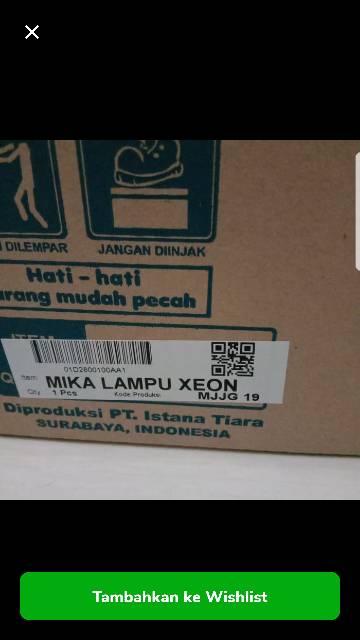 DILEMPAR
JANGAN DIINJAK
Hati - hati
mudah pecah
ITEM
01D2800100AA1
Item:
MIKA LAMPU XEON
Qty
1 Pcs
Kode Produksi
MJJG 19
Diproduksi PT. Istana Tiara
SURABAYA, INDONESIA
Tambahkan ke Wishlist